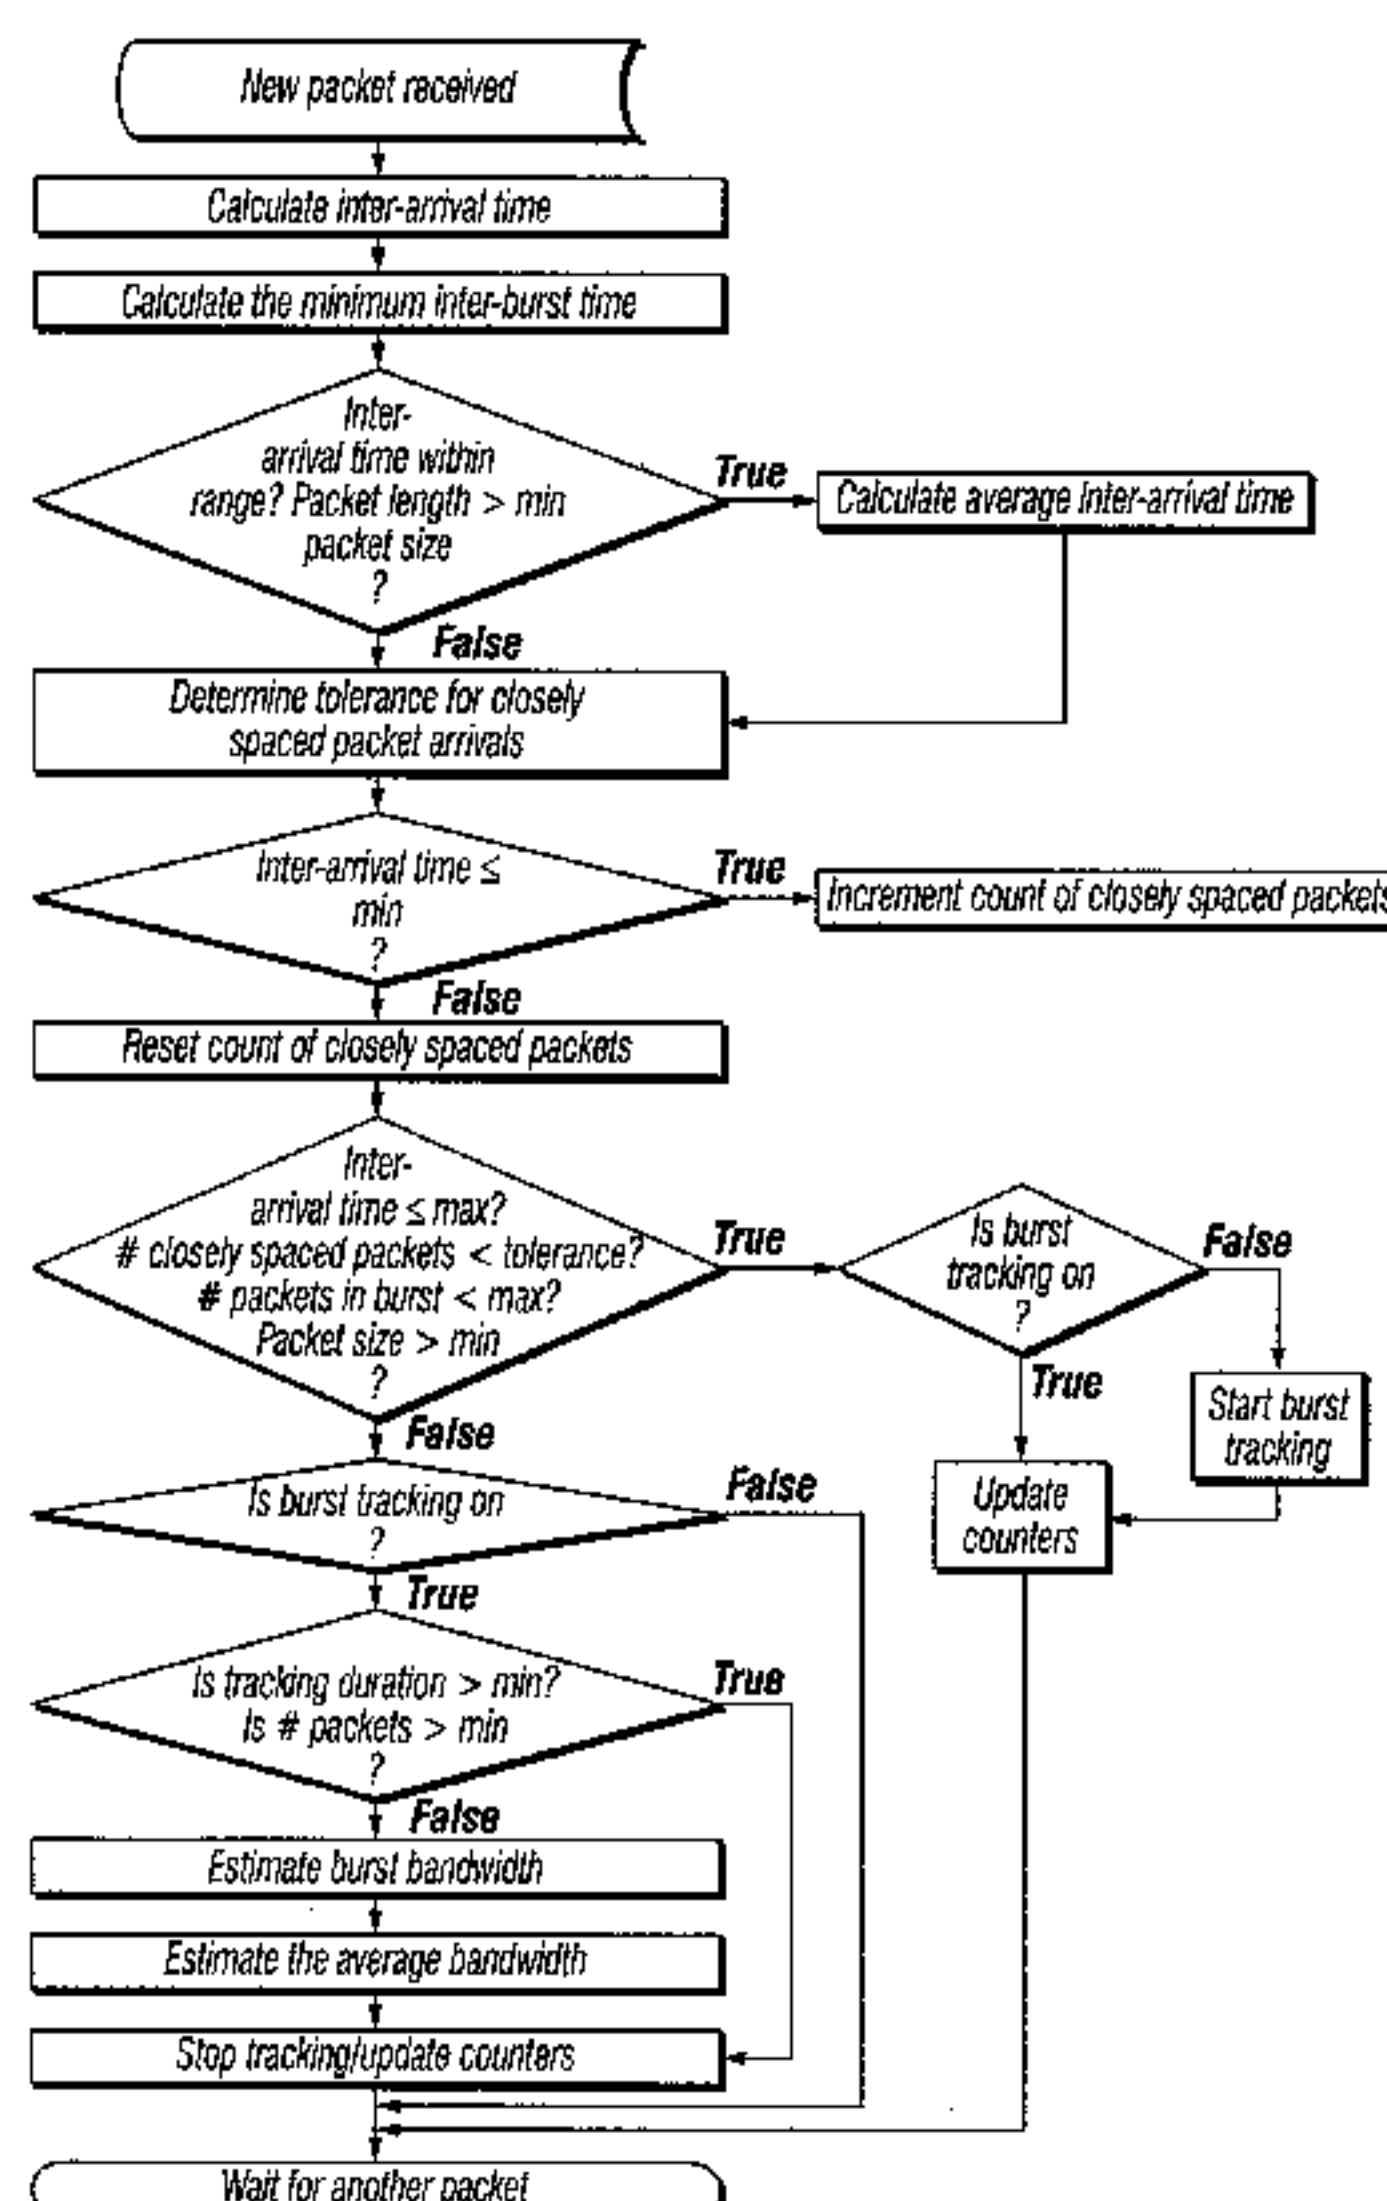 New packet received
Calculate inter-arrival time
Calculate the minimum inter-burst time
Inter-
arrival time within
range? Packet length > min
packet size
?
True
Calculate average inter-arrival time
False
Determine tolerance for closely
spaced packet arrivals
Inter-arrival time ≤
min
?
True
Increment count of closely spaced packets
False
Reset count of closely spaced packets
Inter-
arrival time ≤ max?
# closely spaced packets < tolerance?
# packets in burst < max?
Packet size > min
?
True
Is burst
tracking on
?
False
True
Start burst
tracking
Update
counters
False
Is burst tracking on
?
False
True
Is tracking duration > min?
Is # packets > min
?
True
False
Estimate burst bandwidth
Estimate the average bandwidth
Stop tracking/update counters
Wait for another packet